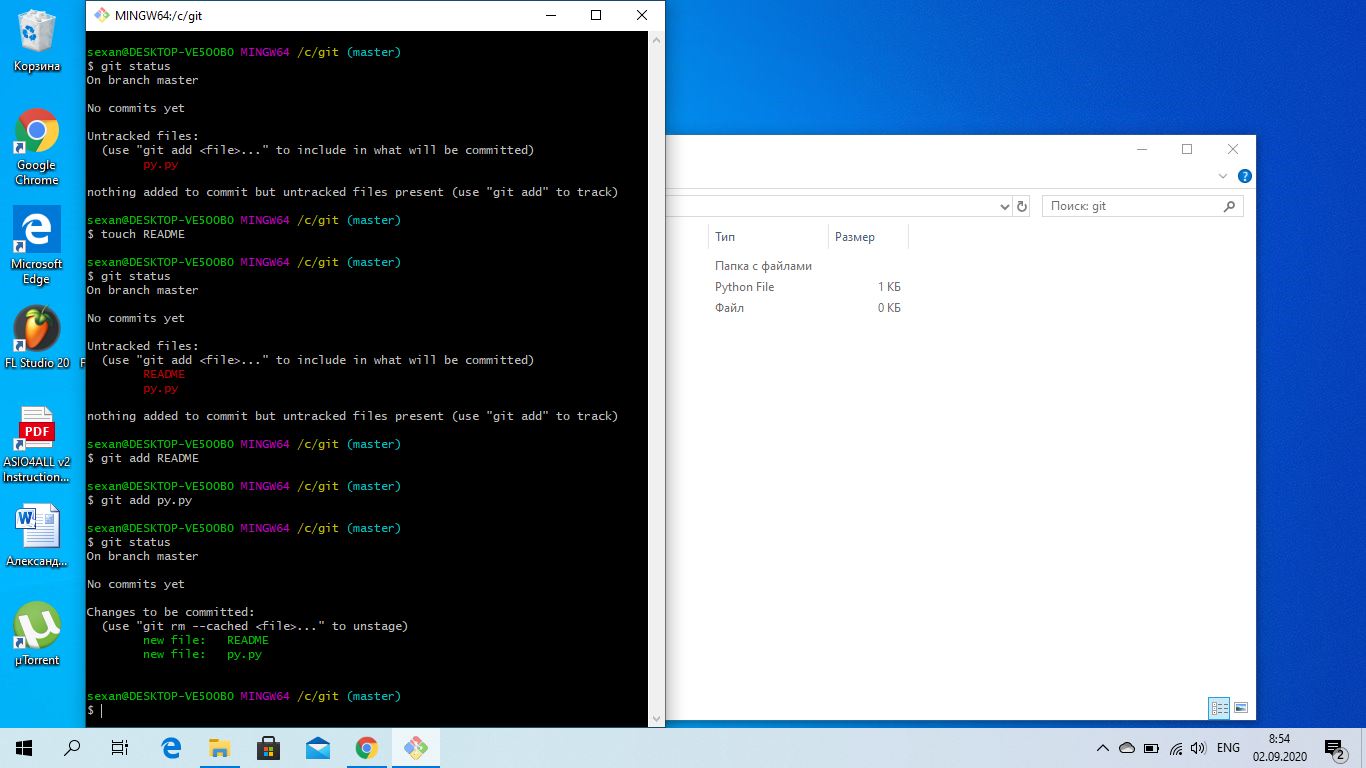 MINGW64:/c/git
sexan@DESKTOP-VE5OOBO MINGW64 /c/git (master)
$ git status
On branch master
No commits yet
Untracked files:
(use "git add <file>..." to include in what will be committed)
py.py
nothing added to commit but untracked files present (use "git add" to track)
sexan@DESKTOP-VE5OOBO MINGW64 /c/git (master)
$ touch README
sexan@DESKTOP-VE5OOBO MINGW64 /c/git (master)
$ git status
On branch master
No commits yet
Untracked files:
(use "git add <file>..." to include in what will be committed)
README
py.py
nothing added to commit but untracked files present (use "git add" to track)
sexan@DESKTOP-VE5OOBO MINGW64 /c/git (master)
$ git add README
sexan@DESKTOP-VE5OOBO MINGW64 /c/git (master)
$ git add py.py
sexan@DESKTOP-VE5OOBO MINGW64 /c/git (master)
$ git status
On branch master
No commits yet
Changes to be committed:
(use "git rm --cached <file>..." to unstage)
new file:   README
new file:   py.py
sexan@DESKTOP-VE5OOBO MINGW64 /c/git (master)
$
Корзина
Google
Chrome
Microsoft
Edge
FL Studio 20
PDF
ASIO4ALL v2
Instruction...
Александ...
µTorrent
Поиск: git
Тип Размер
Папка с файлами
Python File 1 КБ
Файл 0 КБ
ENG
8:54
02.09.2020
2